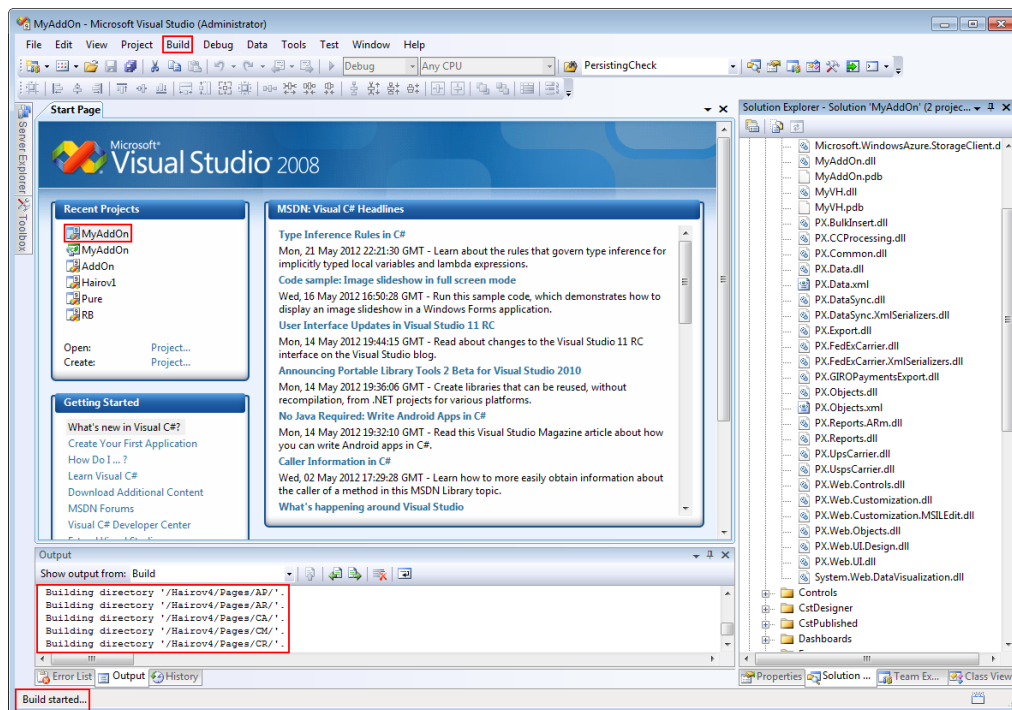 MyAddOn - Microsoft Visual Studio (Administrator)
File Edit View Project Build Debug Data Tools Test Window Help
Debug Any CPU PersistingCheck
Start Page
Server Explorer
Toolbox
Microsoft®
Visual Studio® 2008
Recent Projects
MyAddOn
MyAddOn
AddOn
Hairov1
Pure
RB
Open: Project...
Create: Project...
Getting Started
What's new in Visual C#?
Create Your First Application
How Do I ... ?
Learn Visual C#
Download Additional Content
MSDN Forums
Visual C# Developer Center
MSDN: Visual C# Headlines
Type Inference Rules in C#
Mon, 21 May 2012 22:21:30 GMT - Learn about the rules that govern type inference for
implicitly typed local variables and lambda expressions.
Code sample: Image slideshow in full screen mode
Wed, 16 May 2012 16:50:28 GMT - Run this sample code, which demonstrates how to
display an image slideshow in a Windows Forms application.
User Interface Updates in Visual Studio 11 RC
Mon, 14 May 2012 19:44:15 GMT - Read about changes to the Visual Studio 11 RC
interface on the Visual Studio blog.
Announcing Portable Library Tools 2 Beta for Visual Studio 2010
Mon, 14 May 2012 19:36:06 GMT - Create libraries that can be reused, without
recompilation, from .NET projects for various platforms.
No Java Required: Write Android Apps in C#
Mon, 14 May 2012 19:32:10 GMT - Read this Visual Studio Magazine article about how
you can write Android apps in C#.
Caller Information in C#
Wed, 02 May 2012 17:29:28 GMT - Learn how to more easily obtain information about
the caller of a method in this MSDN Library topic.
What's happening around Visual Studio
Output
Show output from: Build
Building directory '/Hairov4/Pages/AP/'.
Building directory '/Hairov4/Pages/AR/'.
Building directory '/Hairov4/Pages/CA/'.
Building directory '/Hairov4/Pages/CM/'.
Building directory '/Hairov4/Pages/CR/'.
Error List Output History
Build started...
Solution Explorer - Solution 'MyAddOn' (2 projec...
Microsoft.WindowsAzure.StorageClient.d
MyAddOn.dll
MyAddOn.pdb
MyVH.dll
MyVH.pdb
PX.BulkInsert.dll
PX.CCProcessing.dll
PX.Common.dll
PX.Data.dll
PX.Data.xml
PX.DataSync.dll
PX.DataSync.XmlSerializers.dll
PX.Export.dll
PX.FedExCarrier.dll
PX.FedExCarrier.XmlSerializers.dll
PX.GIROPaymentsExport.dll
PX.Objects.dll
PX.Objects.xml
PX.Reports.ARm.dll
PX.Reports.dll
PX.UpsCarrier.dll
PX.UspsCarrier.dll
PX.Web.Controls.dll
PX.Web.Customization.dll
PX.Web.Customization.MSILEdit.dll
PX.Web.Objects.dll
PX.Web.UI.Design.dll
PX.Web.UI.dll
System.Web.DataVisualization.dll
Controls
CstDesigner
CstPublished
Dashboards
Properties Solution ... Team Ex... Class View